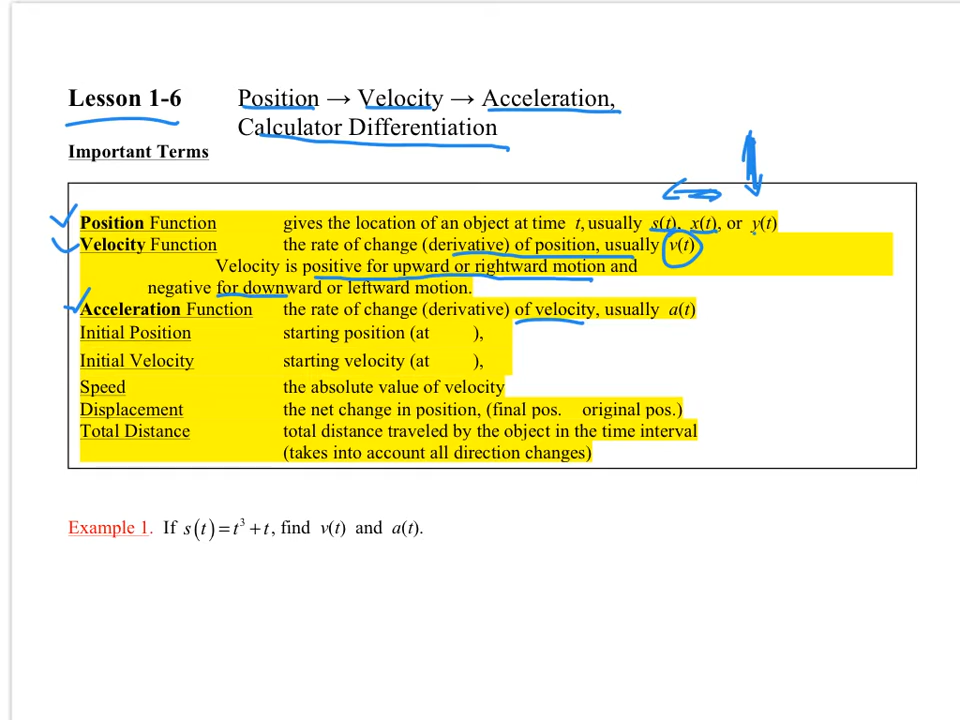 Lesson 1-6 Position → Velocity → Acceleration,
Calculator Differentiation
Important Terms
Position Function gives the location of an object at time t, usually s(t), x(t), or y(t)
Velocity Function the rate of change (derivative) of position, usually v(t)
Velocity is positive for upward or rightward motion and
negative for downward or leftward motion.
Acceleration Function the rate of change (derivative) of velocity, usually a(t)
Initial Position starting position (at ),
Initial Velocity starting velocity (at ),
Speed the absolute value of velocity
Displacement the net change in position, (final pos. original pos.)
Total Distance total distance traveled by the object in the time interval
(takes into account all direction changes)
Example 1. If s(t)=t³+t, find v(t) and a(t).